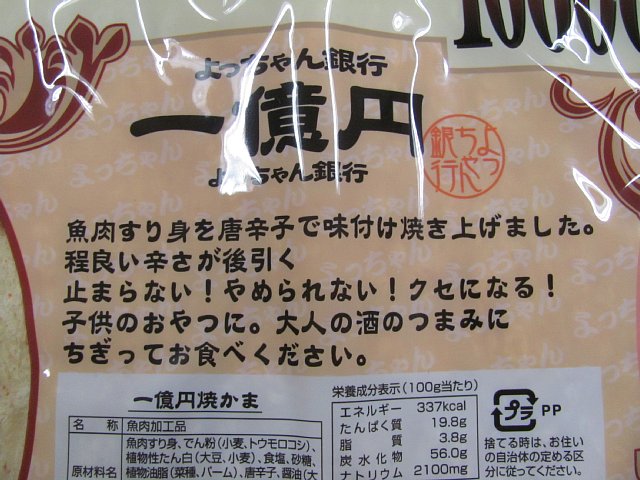 10000
よっちゃん銀行
一億円
よっちゃん銀行
よっちゃん銀行
魚肉すり身を唐辛子で味付け焼き上げました。
程良い辛さが後引く
止まらない！やめられない！クセになる！
子供のおやつに。大人の酒のつまみに
ちぎってお食べください。
一億円焼かま
名称 魚肉加工品
原材料名 魚肉すり身、でん粉(小麦、トウモロコシ)、
植物性たん白(大豆、小麦)、食塩、砂糖、
植物油脂(菜種、パーム)、唐辛子、醤油(大
栄養成分表示(100g当たり)
エネルギー 337kcal
たんぱく質 19.8g
脂質 3.8g
炭水化物 56.0g
ナトリウム 2100mg
プラ PP
捨てる時は、お住い
の自治体の定める区
分に従ってください。